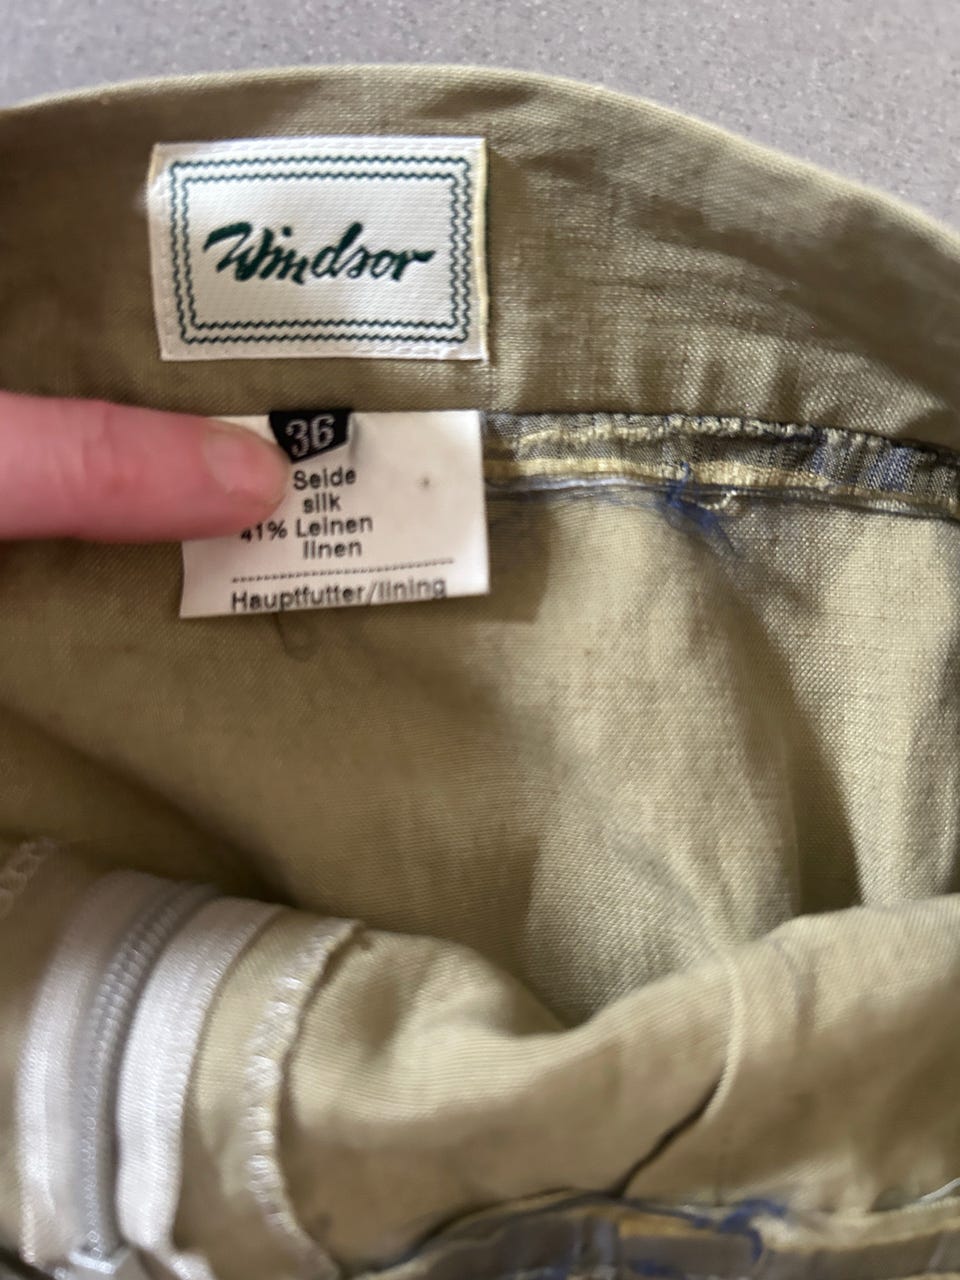 Windsor
36
Seide
silk
41% Leinen
linen
Hauptfutter/lining